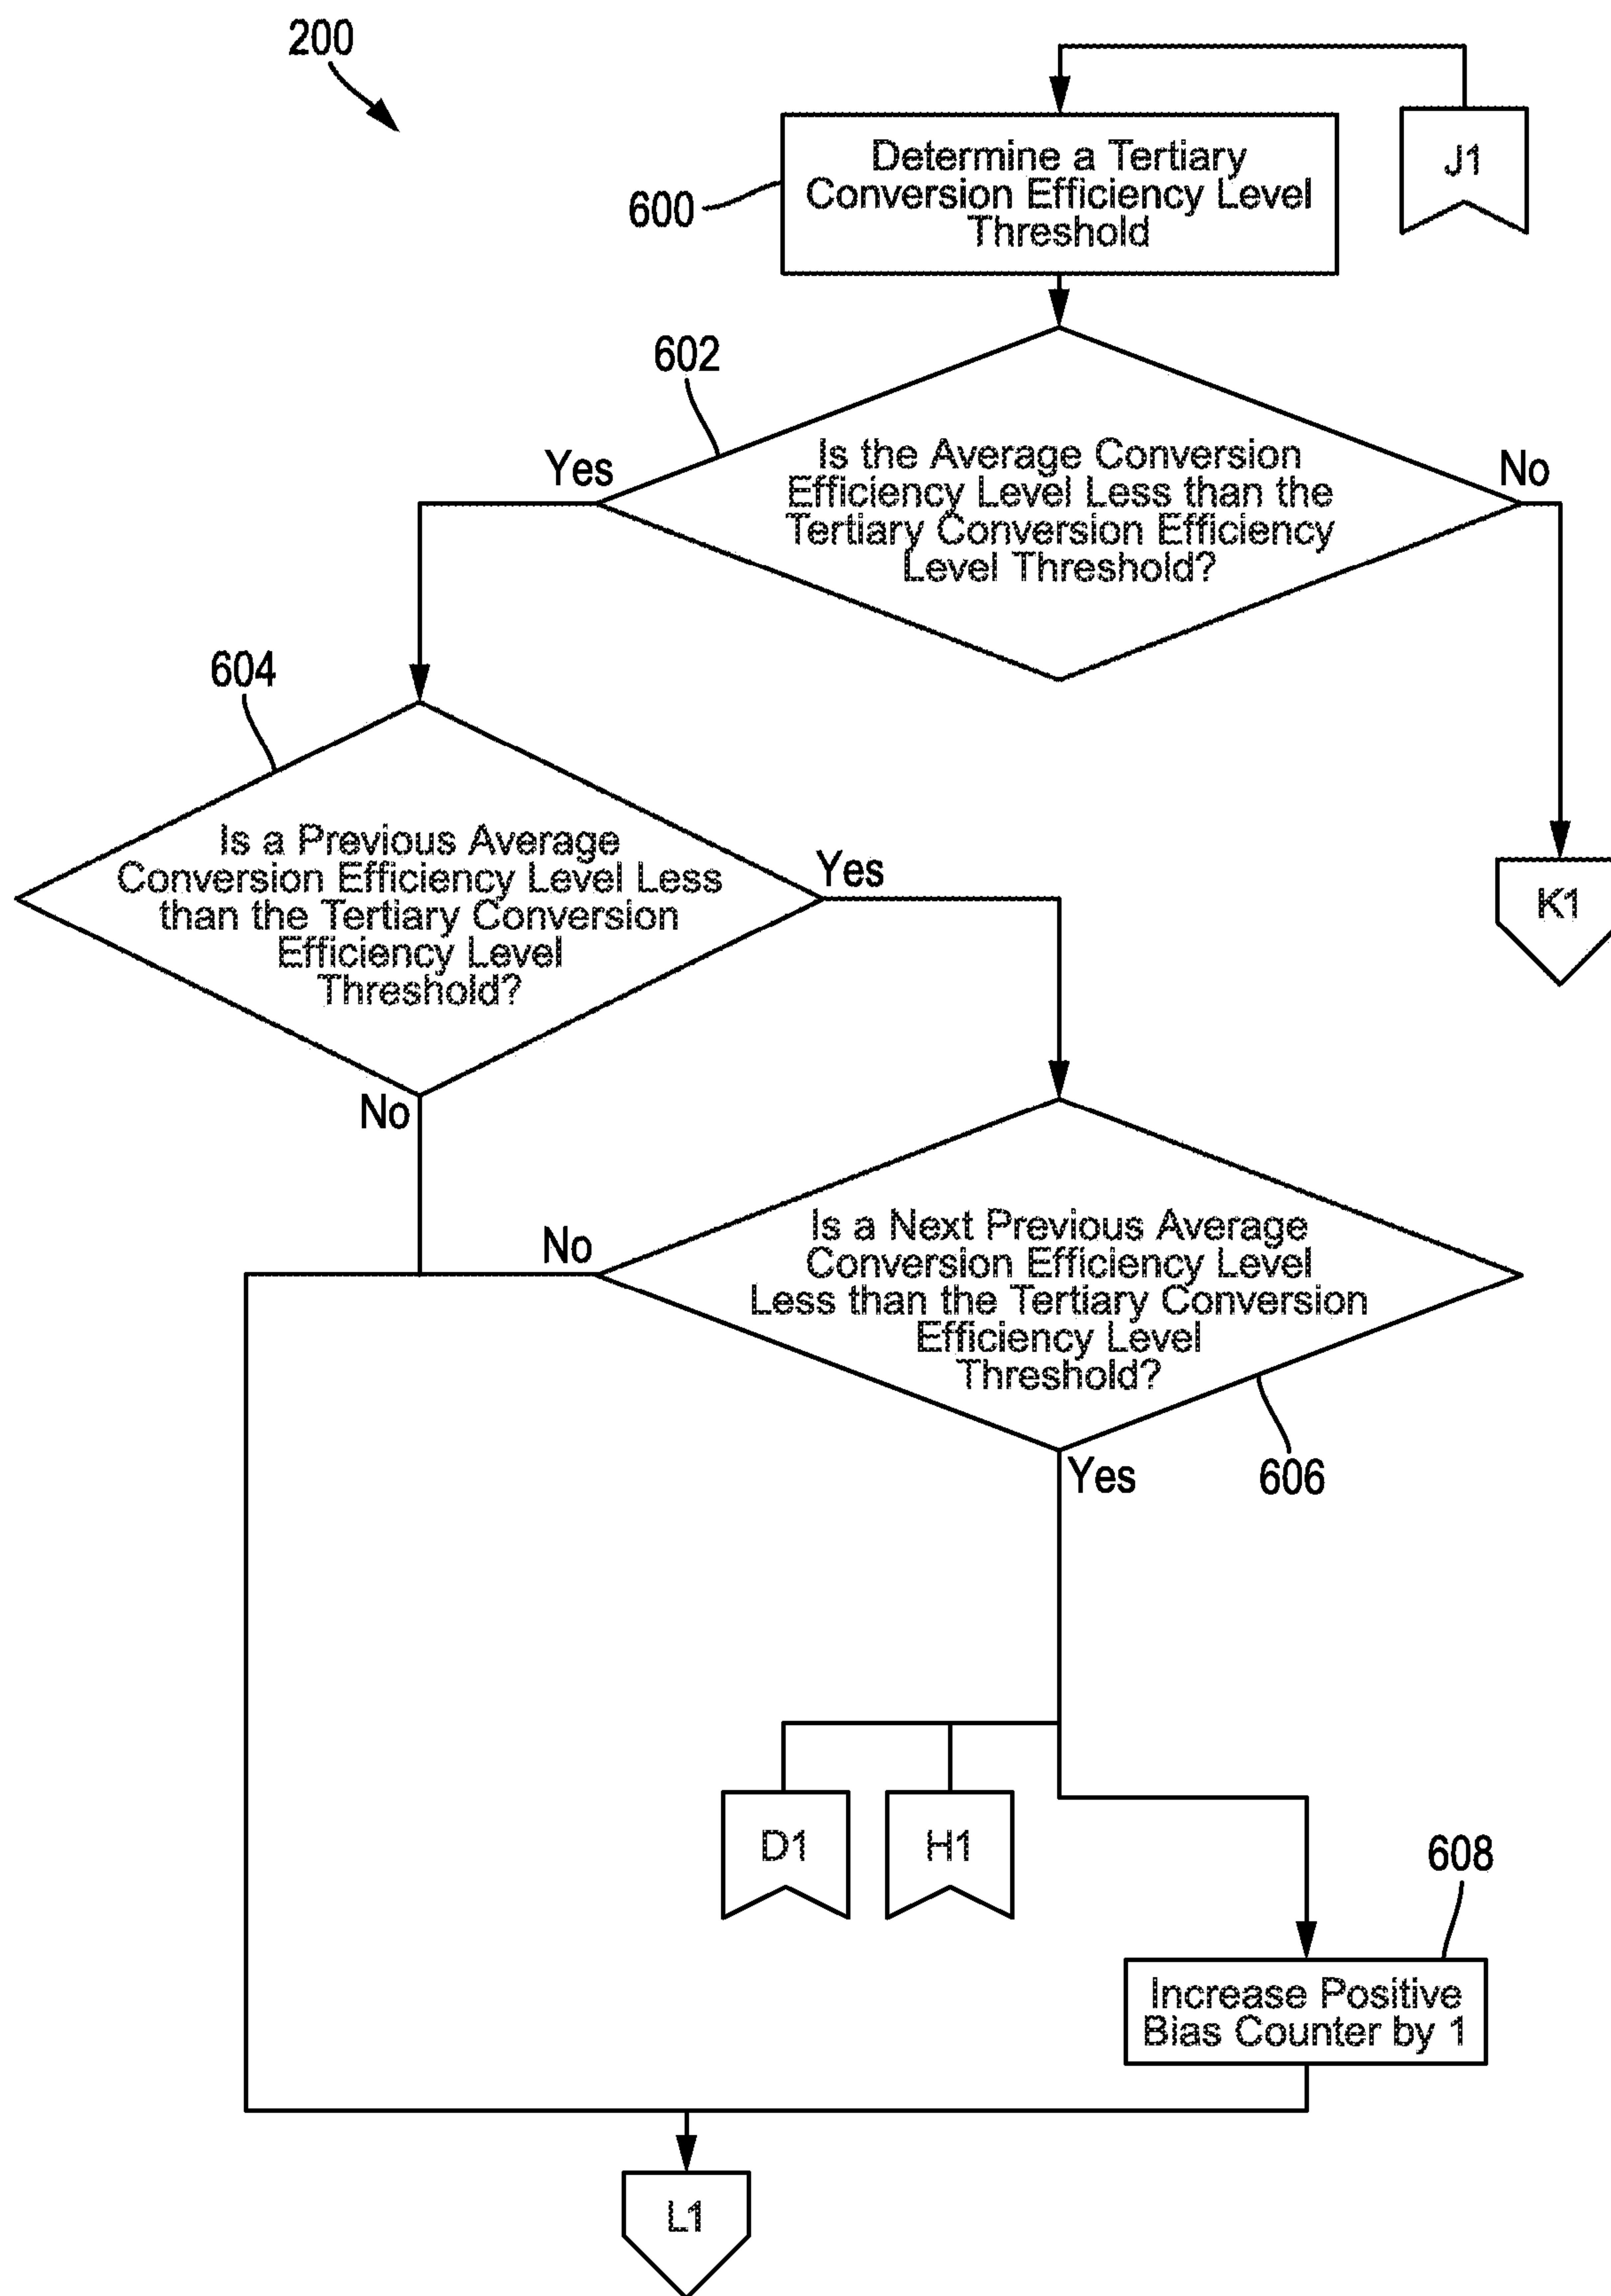 200
J1
Determine a Tertiary
Conversion Efficiency Level
Threshold
600
602
Yes
Is the Average Conversion
Efficiency Level Less than the
Tertiary Conversion Efficiency
Level Threshold?
No
604
Is a Previous Average
Conversion Efficiency Level Less
than the Tertiary Conversion
Efficiency Level
Threshold?
Yes
K1
No
No
Is a Next Previous Average
Conversion Efficiency Level
Less than the Tertiary Conversion
Efficiency Level
Threshold?
Yes
606
D1
H1
608
Increase Positive
Bias Counter by 1
L1